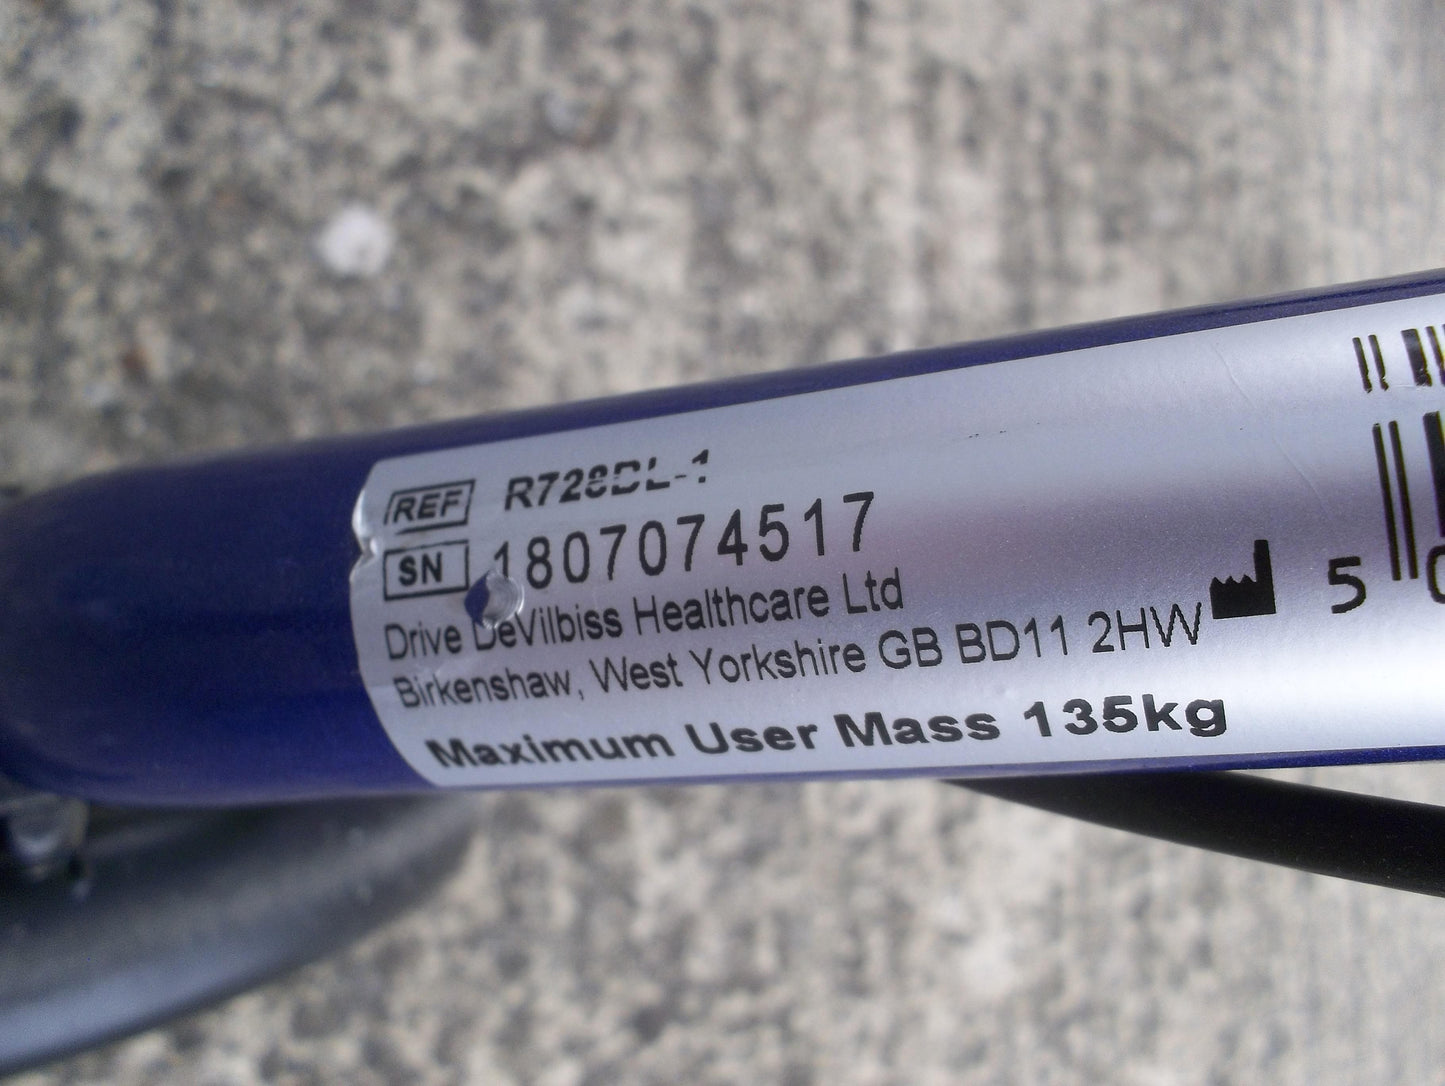 REF R728DL-1
SN 1807074517
Drive DeVilbiss Healthcare Ltd
Birkenshaw, West Yorkshire GB BD11 2HW
Maximum User Mass 135kg
5